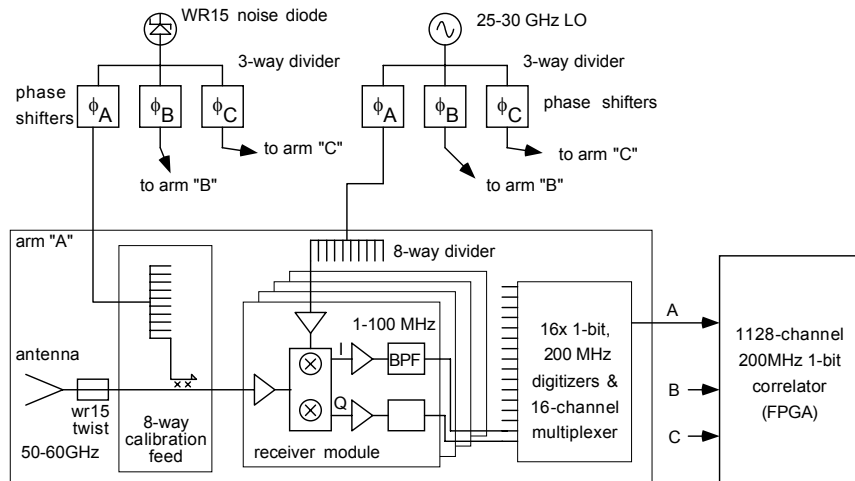 WR15 noise diode
25-30 GHz LO
3-way divider
3-way divider
phase
shifters
ϕA
ϕB
ϕC
ϕA
ϕB
ϕC
phase shifters
to arm "C"
to arm "B"
to arm "C"
to arm "B"
arm "A"
8-way divider
1-100 MHz
antenna
wr15
twist
50-60GHz
8-way
calibration
feed
I
BPF
Q
receiver module
16x 1-bit,
200 MHz
digitizers &
16-channel
multiplexer
A
B
C
1128-channel
200MHz 1-bit
correlator
(FPGA)